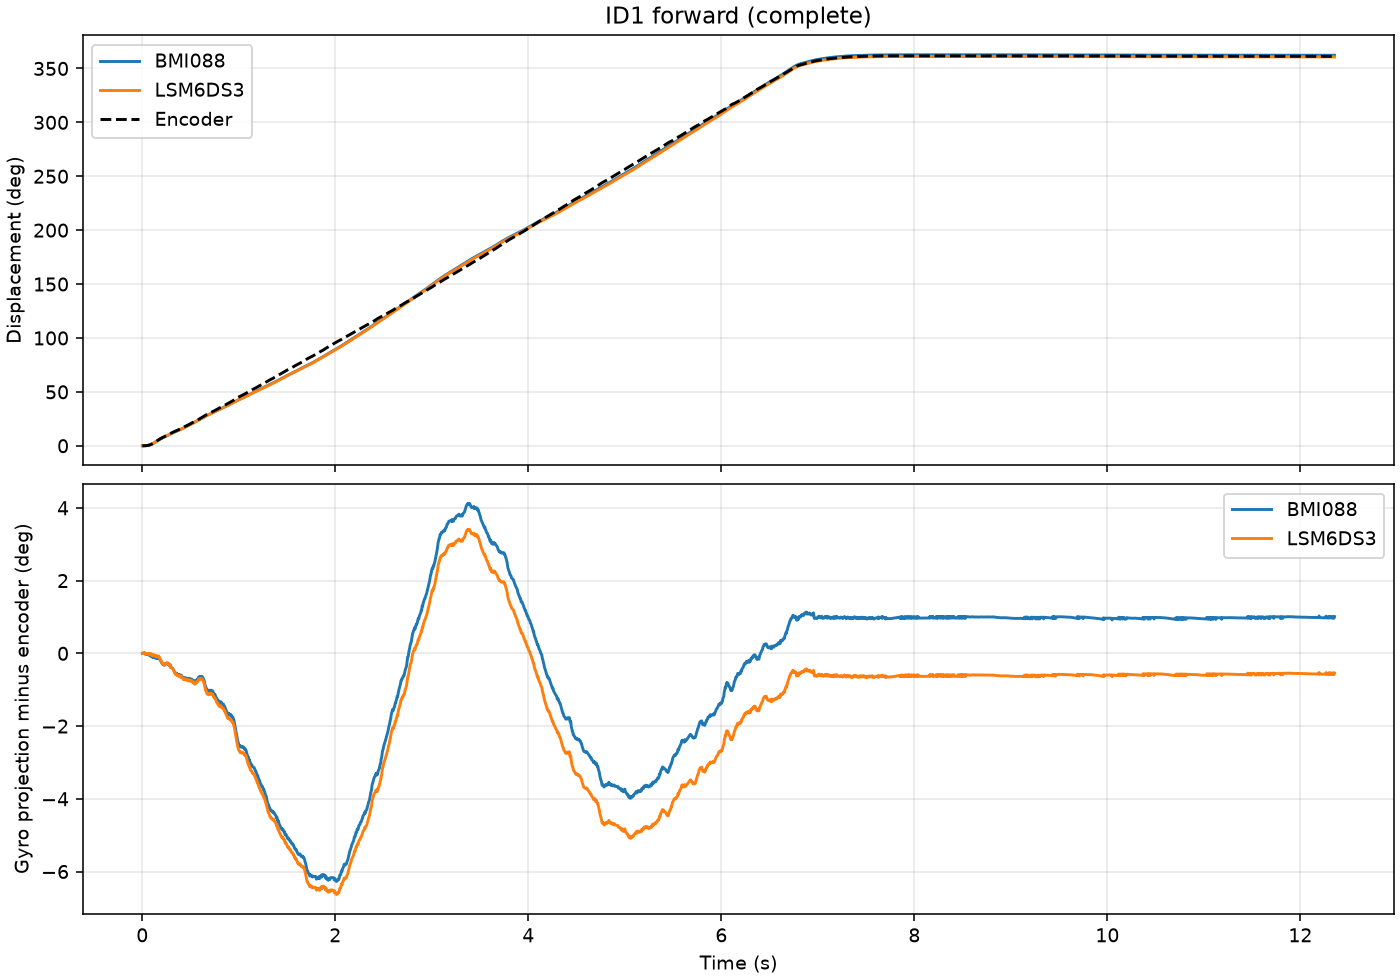 ID1 forward (complete)
BMI088
LSM6DS3
Encoder
Displacement (deg)
350
300
250
200
150
100
50
0
BMI088
LSM6DS3
Gyro projection minus encoder (deg)
4
2
0
−2
−4
−6
0 2 4 6 8 10 12
Time (s)